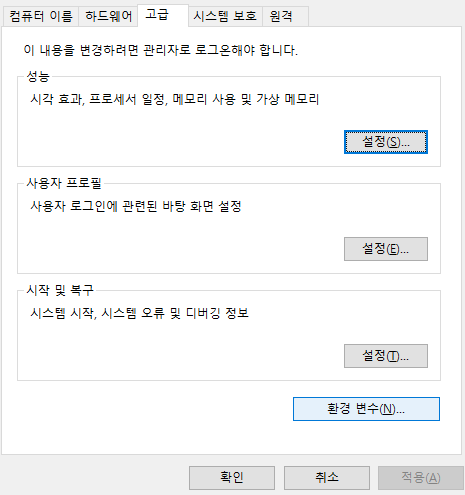 컴퓨터 이름 하드웨어 고급 시스템 보호 원격
이 내용을 변경하려면 관리자로 로그온해야 합니다.
성능
시각 효과, 프로세서 일정, 메모리 사용 및 가상 메모리
설정(S)...
사용자 프로필
사용자 로그인에 관련된 바탕 화면 설정
설정(E)...
시작 및 복구
시스템 시작, 시스템 오류 및 디버깅 정보
설정(T)...
환경 변수(N)...
확인 취소 적용(A)